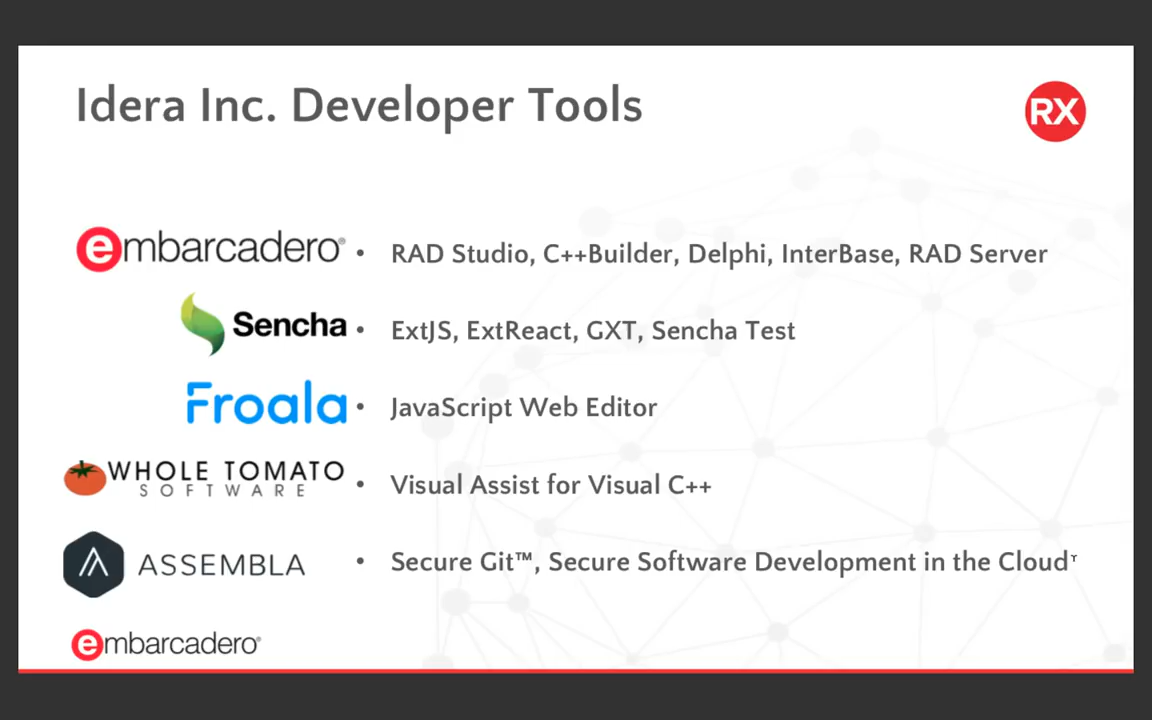 Idera Inc. Developer Tools
RX
embarcadero® • RAD Studio, C++Builder, Delphi, InterBase, RAD Server
Sencha • ExtJS, ExtReact, GXT, Sencha Test
Froala • JavaScript Web Editor
WHOLE TOMATO
SOFTWARE • Visual Assist for Visual C++
ASSEMBLA • Secure Git™, Secure Software Development in the Cloud
embarcadero®